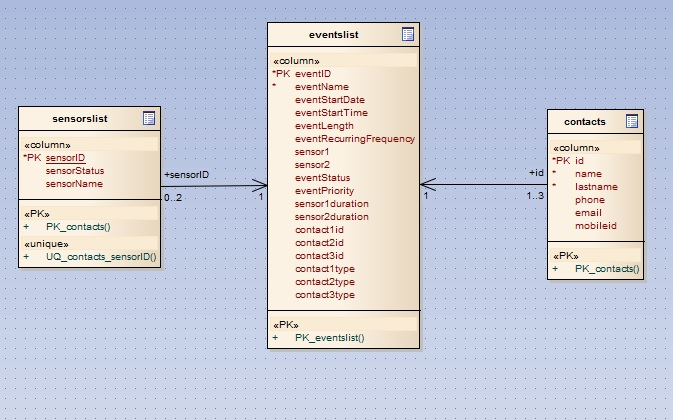 eventslist
«column»
*PK eventID
* eventName
eventStartDate
eventStartTime
eventLength
eventRecurringFrequency
sensor1
sensor2
eventStatus
eventPriority
sensor1duration
sensor2duration
contact1id
contact2id
contact3id
contact1type
contact2type
contact3type
«PK»
+ PK_eventslist()
sensorslist
«column»
*PK sensorID
sensorStatus
sensorName
«PK»
+ PK_contacts()
«unique»
+ UQ_contacts_sensorID()
+sensorID
0..2
1
contacts
«column»
*PK id
* name
* lastname
phone
email
mobileid
«PK»
+ PK_contacts()
+id
1
1..3